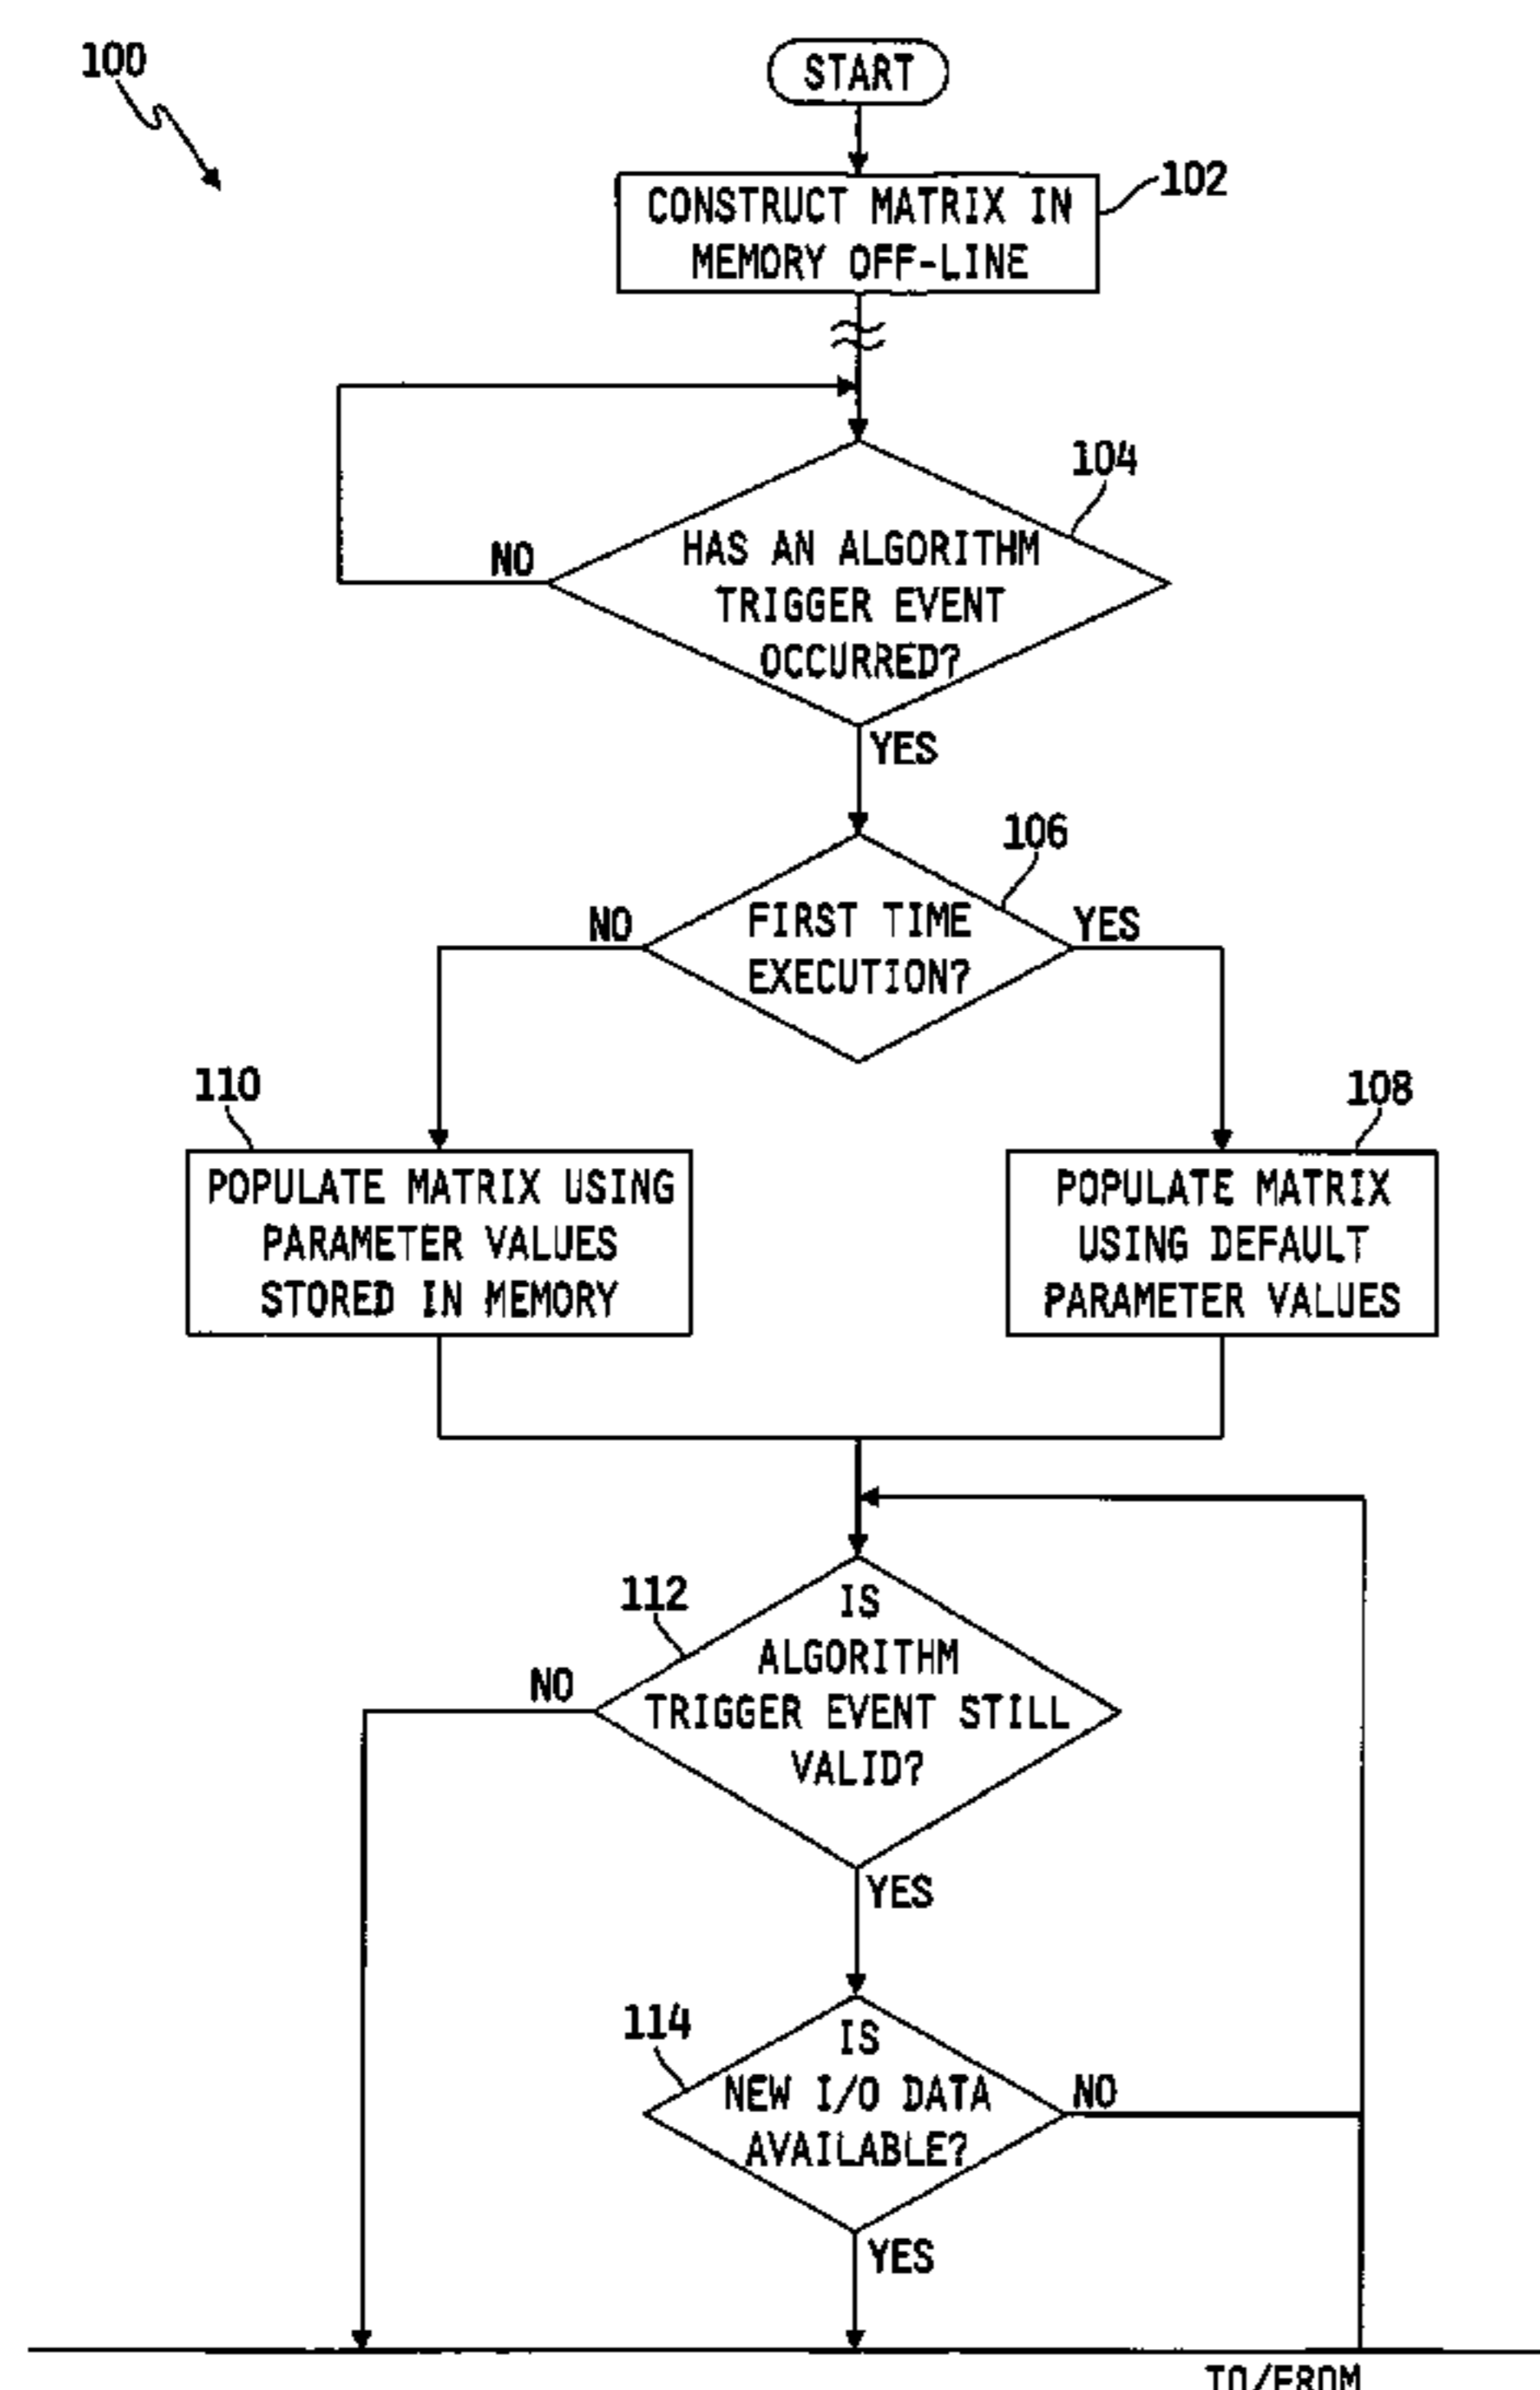 100
START
102
CONSTRUCT MATRIX IN
MEMORY OFF-LINE
104
HAS AN ALGORITHM
TRIGGER EVENT
OCCURRED?
NO
YES
106
FIRST TIME
EXECUTION?
NO
YES
110
POPULATE MATRIX USING
PARAMETER VALUES
STORED IN MEMORY
108
POPULATE MATRIX
USING DEFAULT
PARAMETER VALUES
112
IS
ALGORITHM
TRIGGER EVENT STILL
VALID?
NO
YES
114
IS
NEW I/O DATA
AVAILABLE?
NO
YES
TO/FROM